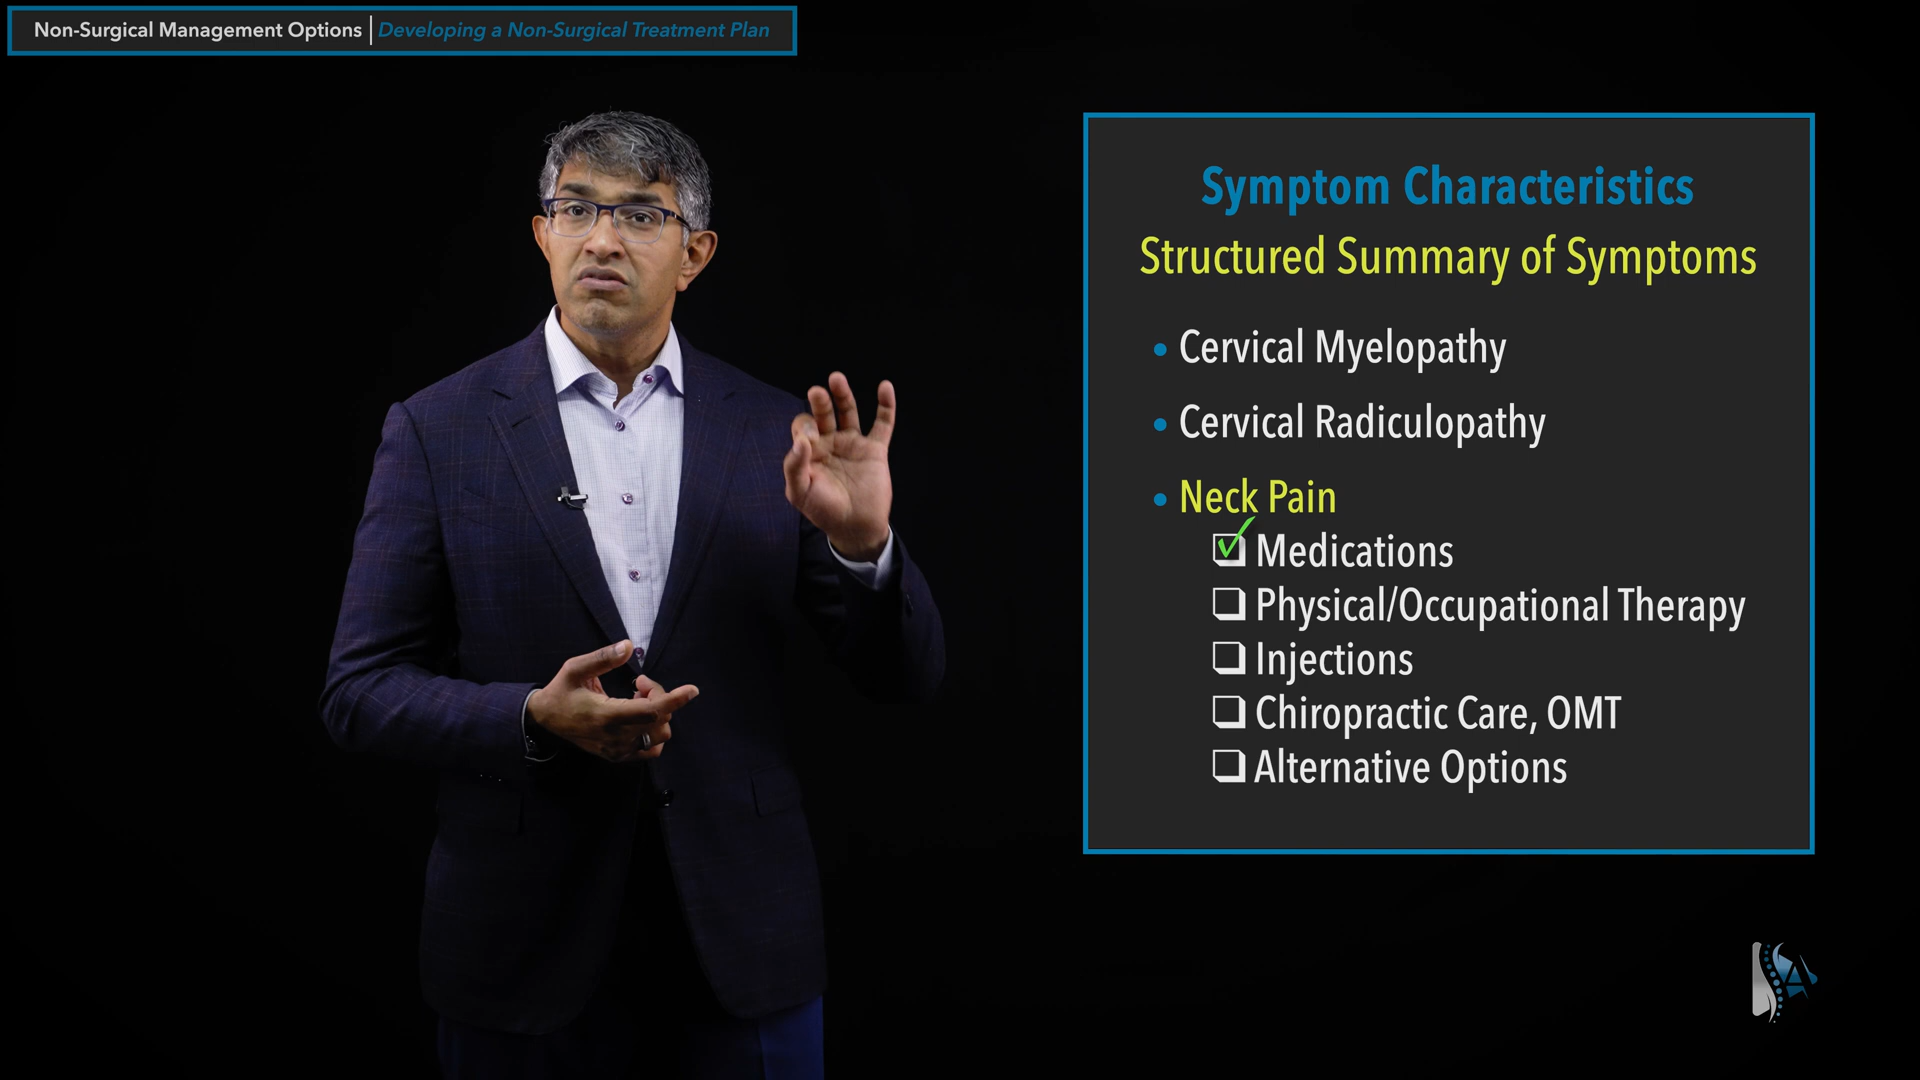 Non-Surgical Management Options | Developing a Non-Surgical Treatment Plan
Symptom Characteristics
Structured Summary of Symptoms
• Cervical Myelopathy
• Cervical Radiculopathy
• Neck Pain
Medications
Physical/Occupational Therapy
Injections
Chiropractic Care, OMT
Alternative Options